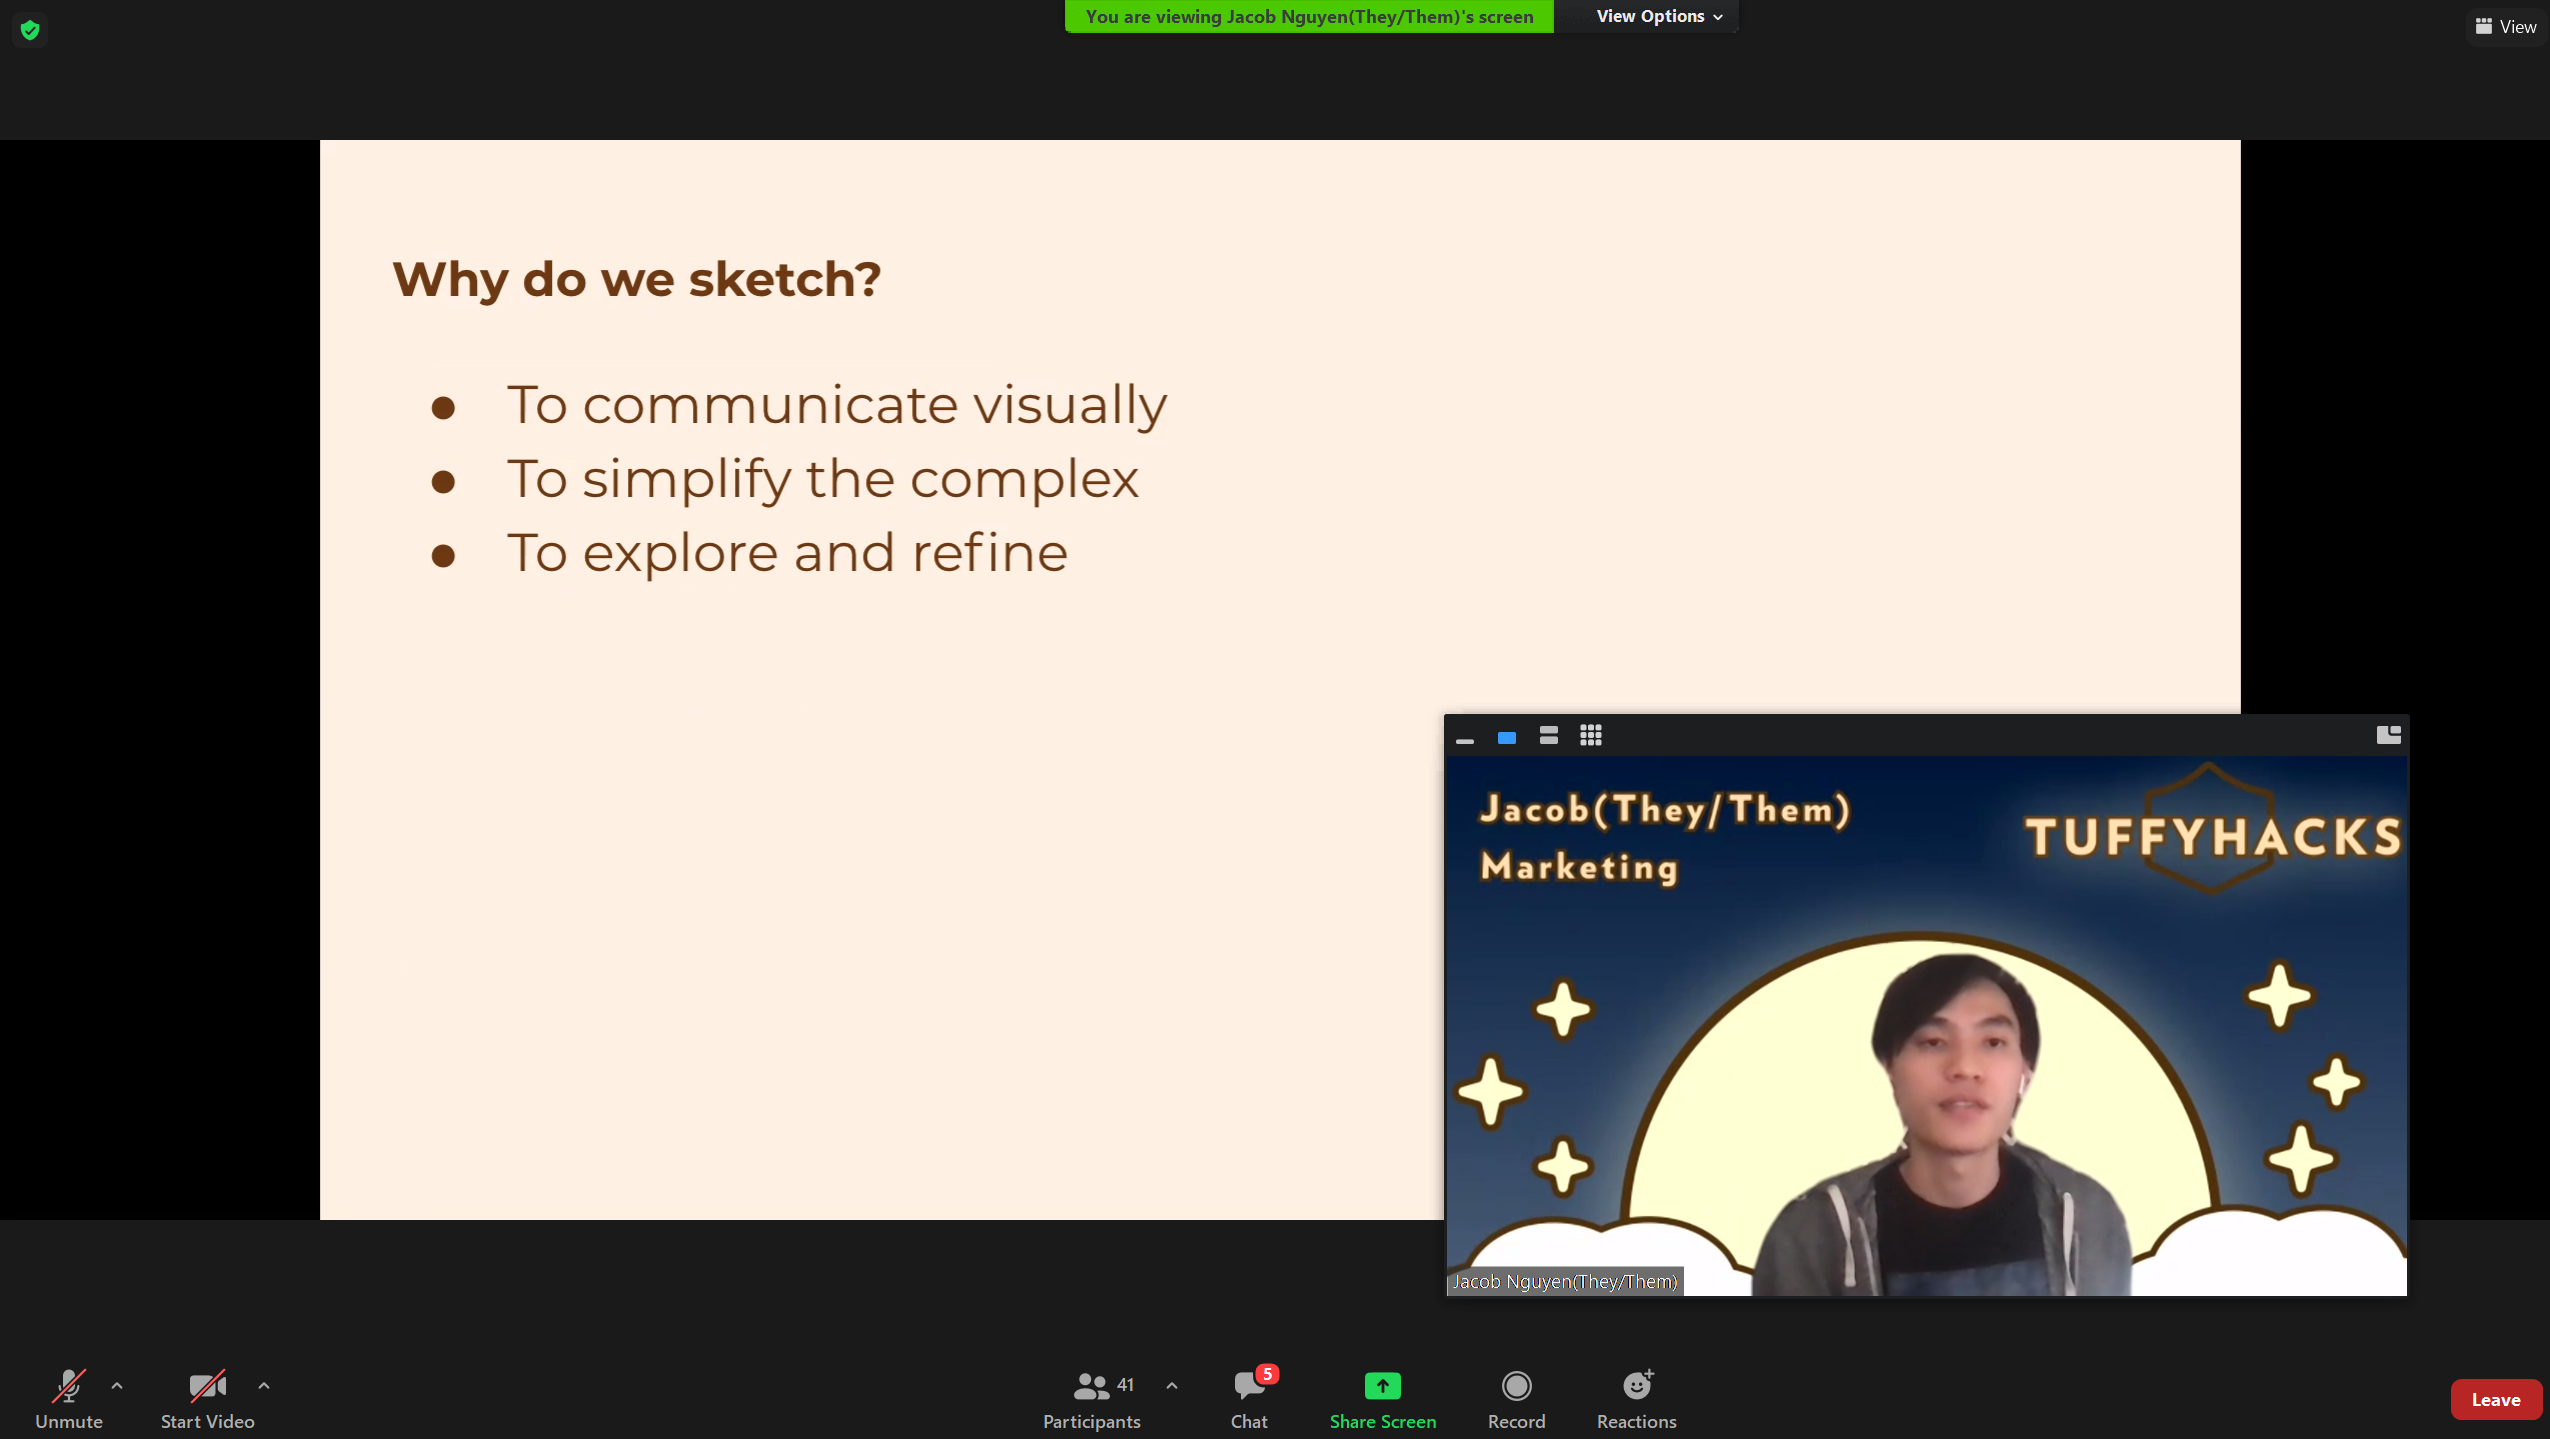 You are viewing Jacob Nguyen(They/Them)'s screen
View Options
View
Why do we sketch?
● To communicate visually
● To simplify the complex
● To explore and refine
Jacob(They/Them)
Marketing
TUFFYHACKS
Jacob Nguyen(They/Them)
Unmute
Start Video
41
Participants
5
Chat
Share Screen
Record
Reactions
Leave